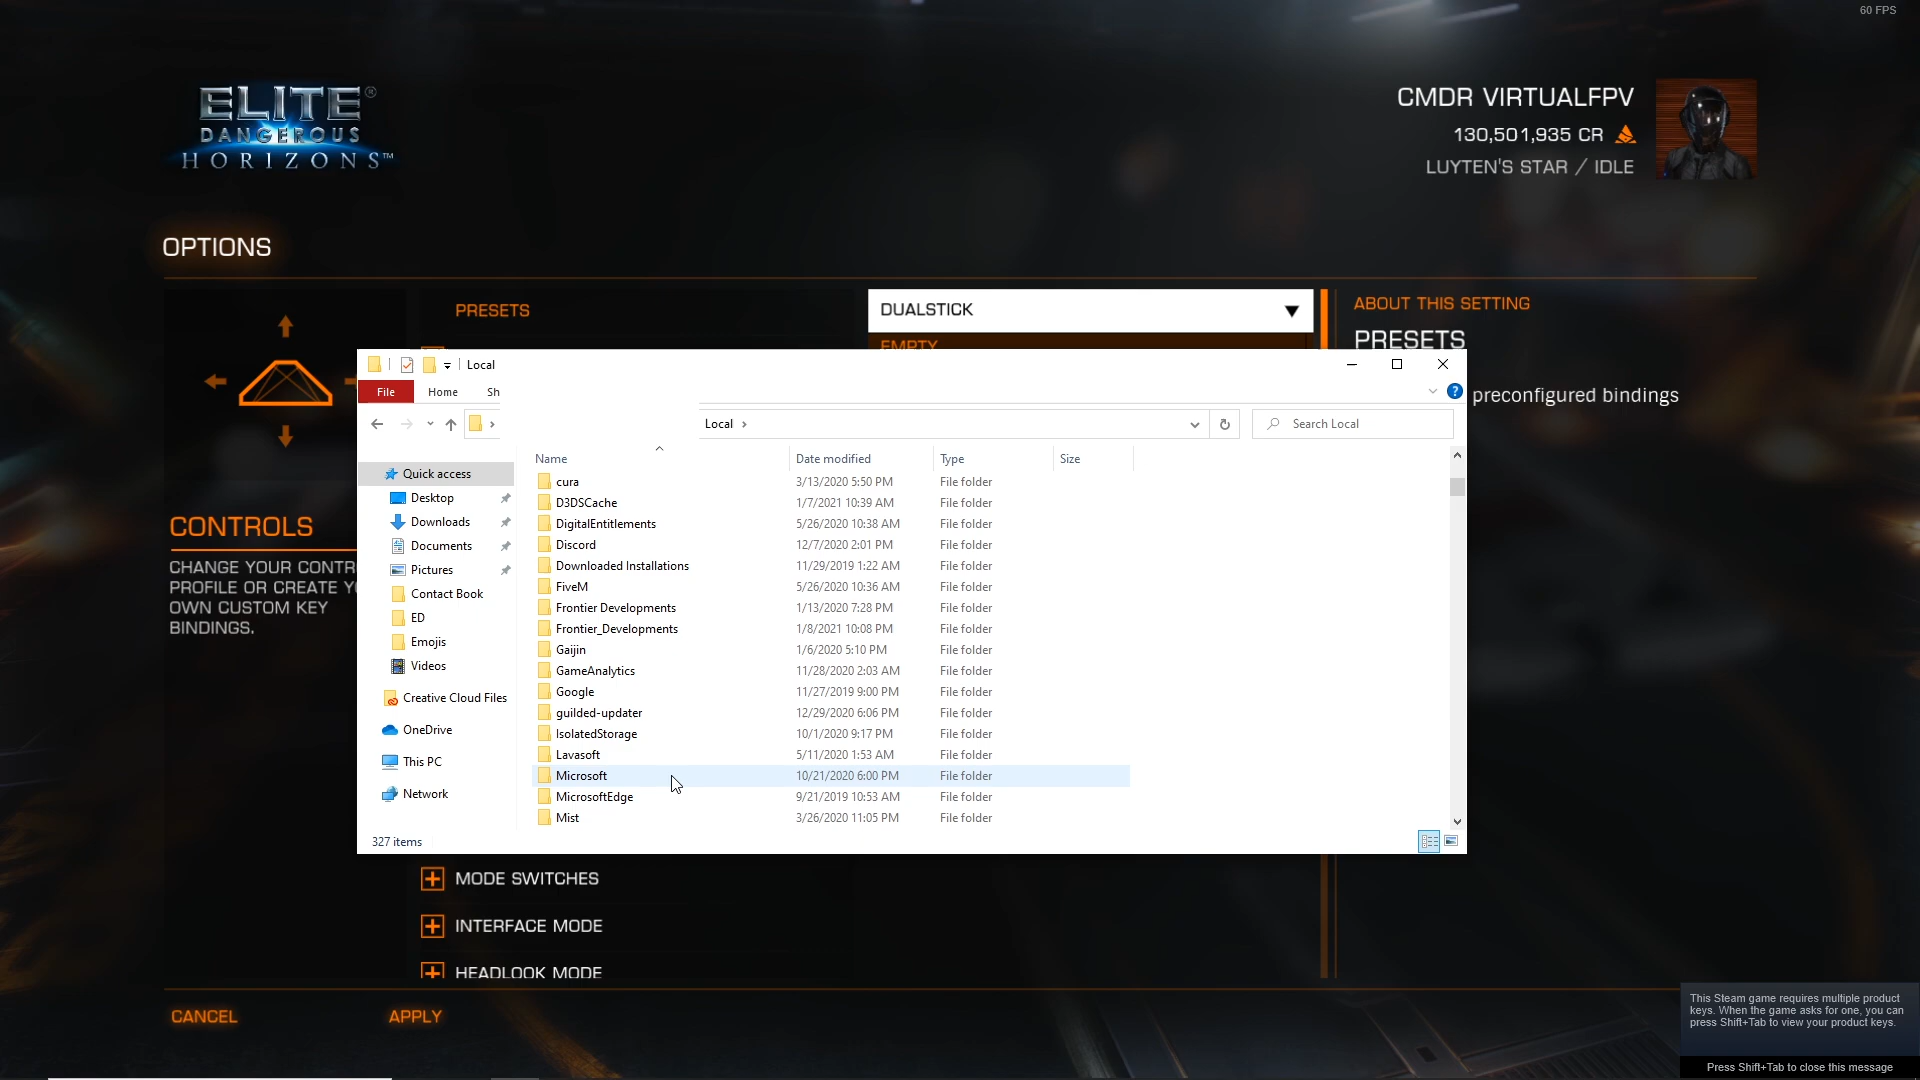 60 FPS
ELITE®
DANGEROUS
HORIZONS™
CMDR VIRTUALFPV
130,501,935 CR
LUYTEN'S STAR / IDLE
OPTIONS
PRESETS
DUALSTICK
EMPTY
ABOUT THIS SETTING
PRESETS
preconfigured bindings
CONTROLS
CHANGE YOUR CONTR
PROFILE OR CREATE Y
OWN CUSTOM KEY
BINDINGS.
Local
File
Home
Sh
Local
Search Local
Quick access
Desktop
Downloads
Documents
Pictures
Contact Book
ED
Emojis
Videos
Creative Cloud Files
OneDrive
This PC
Network
Name Date modified Type Size
cura 3/13/2020 5:50 PM File folder
D3DSCache 1/7/2021 10:39 AM File folder
DigitalEntitlements 5/26/2020 10:38 AM File folder
Discord 12/7/2020 2:01 PM File folder
Downloaded Installations 11/29/2019 1:22 AM File folder
FiveM 5/26/2020 10:36 AM File folder
Frontier Developments 1/13/2020 7:28 PM File folder
Frontier_Developments 1/8/2021 10:08 PM File folder
Gaijin 1/6/2020 5:10 PM File folder
GameAnalytics 11/28/2020 2:03 AM File folder
Google 11/27/2019 9:00 PM File folder
guilded-updater 12/29/2020 6:06 PM File folder
IsolatedStorage 10/1/2020 9:17 PM File folder
Lavasoft 5/11/2020 1:53 AM File folder
Microsoft 10/21/2020 6:00 PM File folder
MicrosoftEdge 9/21/2019 10:53 AM File folder
Mist 3/26/2020 11:05 PM File folder
327 items
MODE SWITCHES
INTERFACE MODE
HEADLOOK MODE
CANCEL
APPLY
This Steam game requires multiple product
keys. When the game asks for one, you can
press Shift+Tab to view your product keys.
Press Shift+Tab to close this message